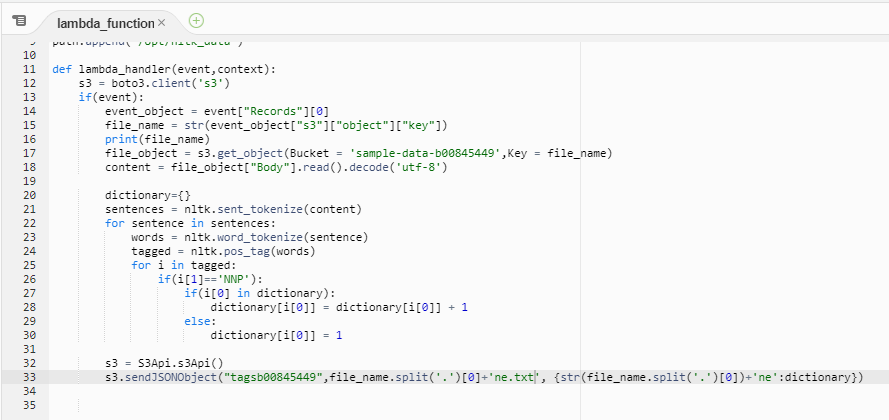 lambda_function
9 path.append("/opt/nltk_data")
10
11 def lambda_handler(event,context):
12 s3 = boto3.client('s3')
13 if(event):
14 event_object = event["Records"][0]
15 file_name = str(event_object["s3"]["object"]["key"])
16 print(file_name)
17 file_object = s3.get_object(Bucket = 'sample-data-b00845449',Key = file_name)
18 content = file_object["Body"].read().decode('utf-8')
19
20 dictionary={}
21 sentences = nltk.sent_tokenize(content)
22 for sentence in sentences:
23 words = nltk.word_tokenize(sentence)
24 tagged = nltk.pos_tag(words)
25 for i in tagged:
26 if(i[1]=='NNP'):
27 if(i[0] in dictionary):
28 dictionary[i[0]] = dictionary[i[0]] + 1
29 else:
30 dictionary[i[0]] = 1
31
32 s3 = S3Api.s3Api()
33 s3.sendJSONObject("tagsb00845449",file_name.split('.')[0]+'ne.txt', {str(file_name.split('.')[0])+'ne':dictionary})
34
35